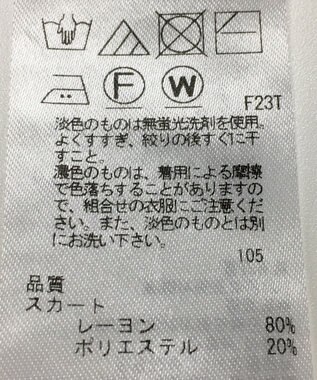 F W
F23T
淡色のものは無蛍光洗剤を使用。
よくすすぎ、絞りの後すぐに干
すこと。
濃色のものは、着用による摩擦
で色落ちすることがありますの
で、組合せの衣服にご注意くだ
さい。また、淡色のものとは別
にお洗い下さい。
105
品質
スカート
レーヨン 80%
ポリエステル 20%